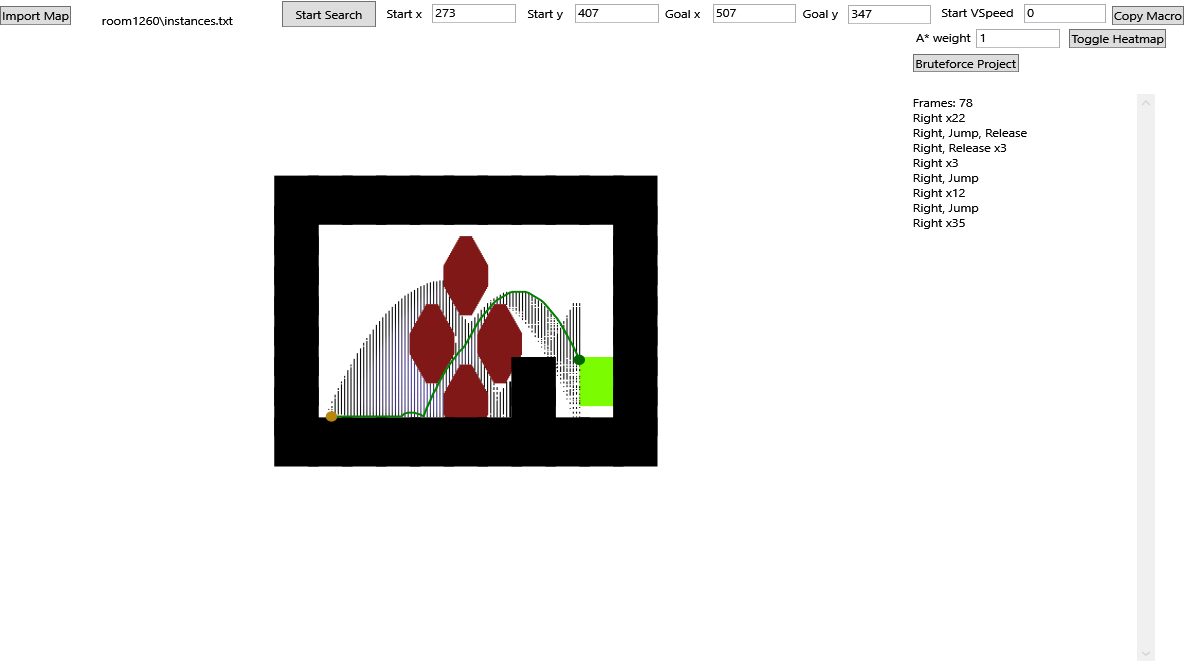 Import Map room1260\instances.txt Start Search Start x 273 Start y 407 Goal x 507 Goal y 347 Start VSpeed 0 Copy Macro
A* weight 1 Toggle Heatmap
Bruteforce Project
Frames: 78
Right x22
Right, Jump, Release
Right, Release x3
Right x3
Right, Jump
Right x12
Right, Jump
Right x35